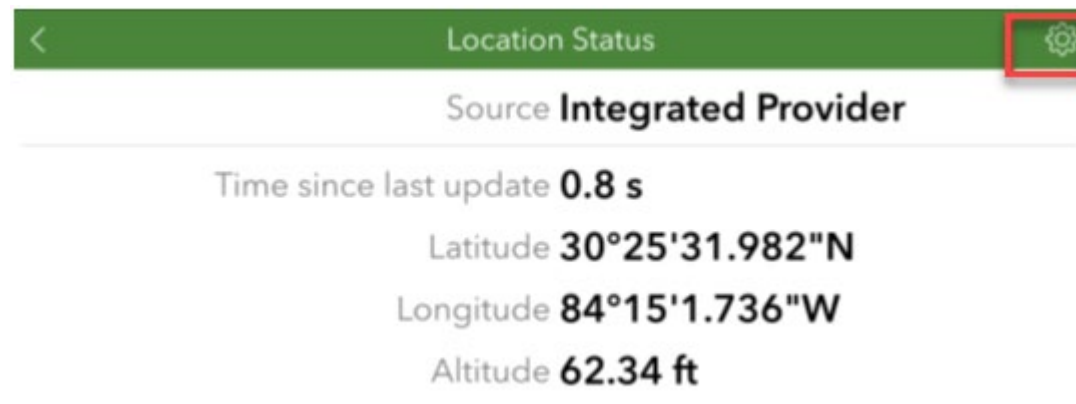 Location Status
Source Integrated Provider
Time since last update 0.8 s
Latitude 30°25'31.982"N
Longitude 84°15'1.736"W
Altitude 62.34 ft